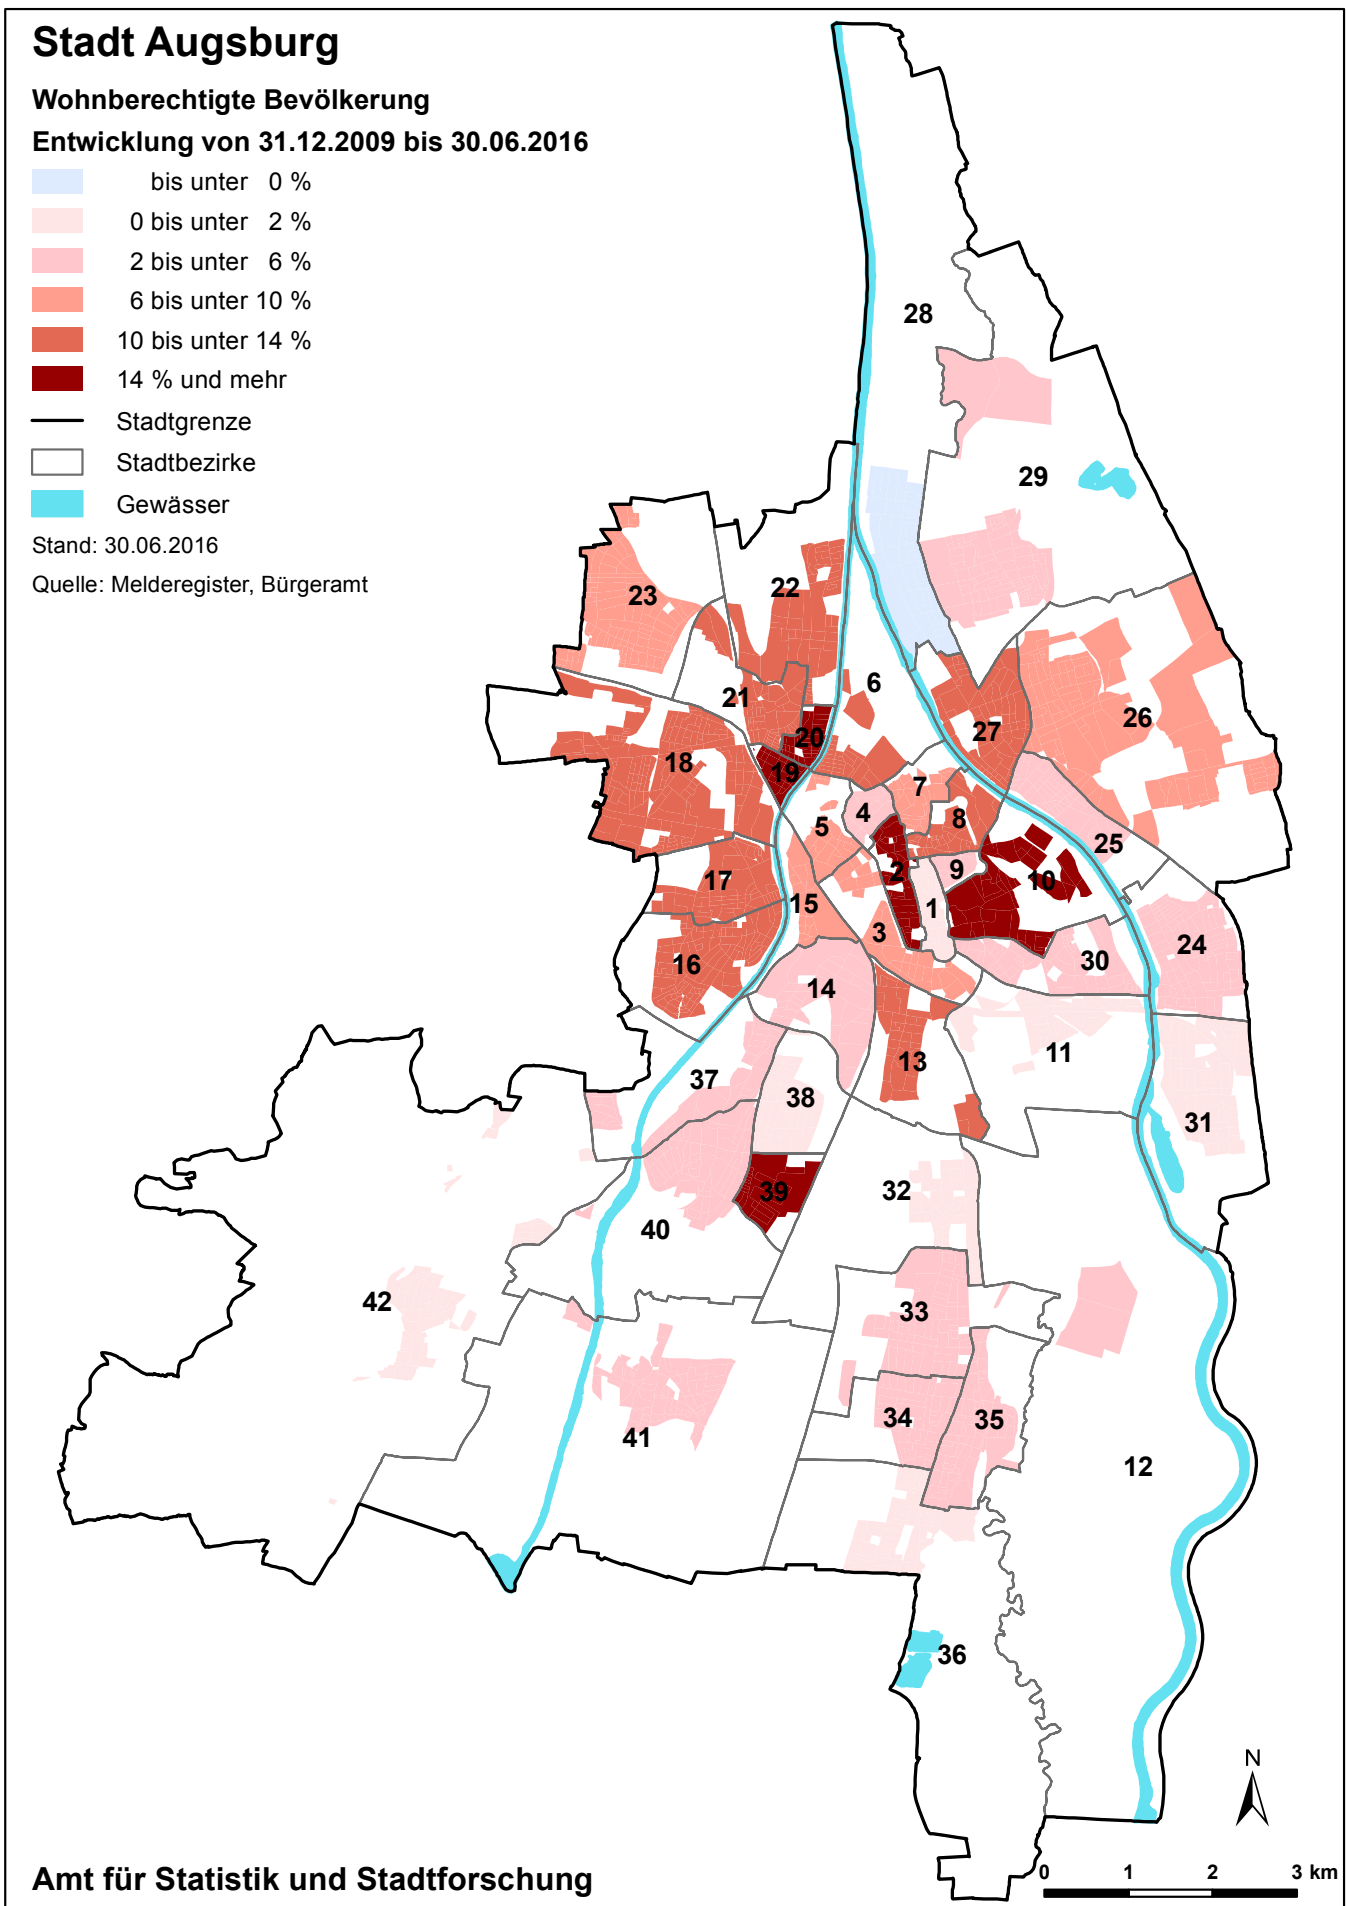 Stadt Augsburg
Wohnberechtigte Bevölkerung
Entwicklung von 31.12.2009 bis 30.06.2016
bis unter 0 %
0 bis unter 2 %
2 bis unter 6 %
6 bis unter 10 %
10 bis unter 14 %
14 % und mehr
Stadtgrenze
Stadtbezirke
Gewässer
Stand: 30.06.2016
Quelle: Melderegister, Bürgeramt
28
29
22
23
6
21
26
27
20
18
19
7
4
8
5
25
2
9
17
10
15
1
3
24
30
16
14
11
13
37
38
31
39
32
40
42
33
34
35
41
12
36
N
0 1 2 3 km
Amt für Statistik und Stadtforschung